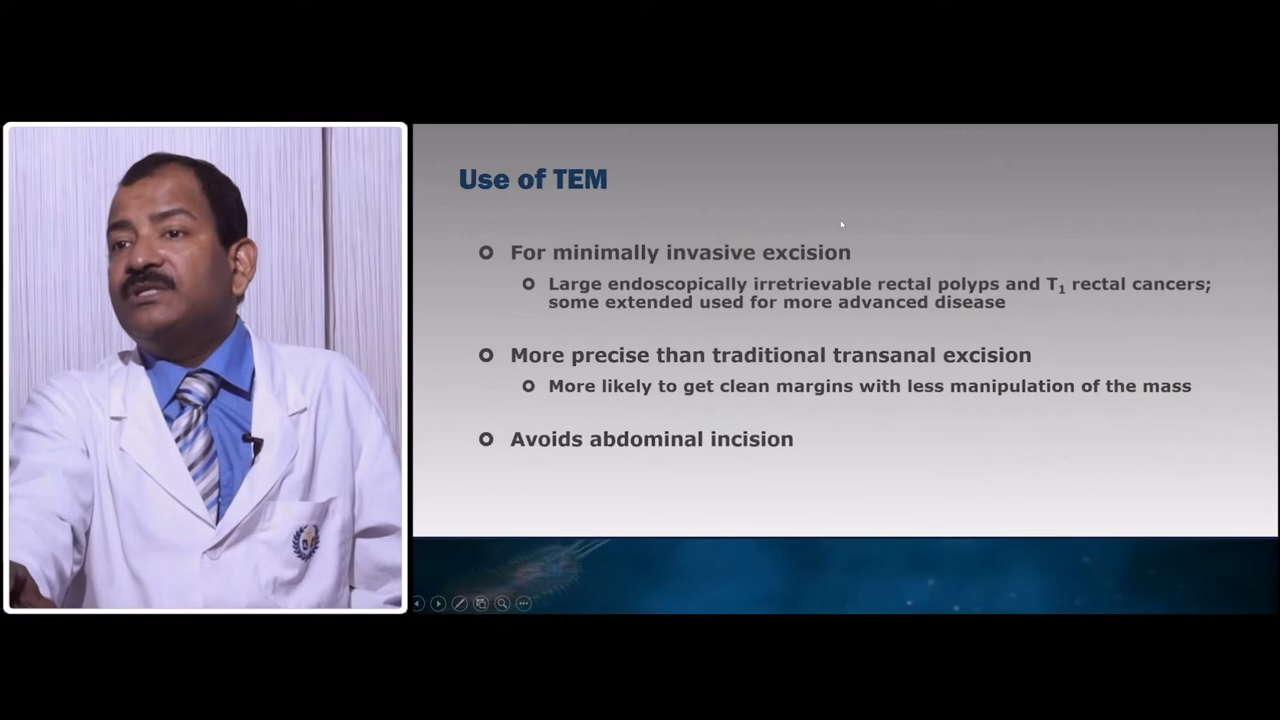 Use of TEM
For minimally invasive excision
Large endoscopically irretrievable rectal polyps and T₁ rectal cancers;
some extended used for more advanced disease
More precise than traditional transanal excision
More likely to get clean margins with less manipulation of the mass
Avoids abdominal incision